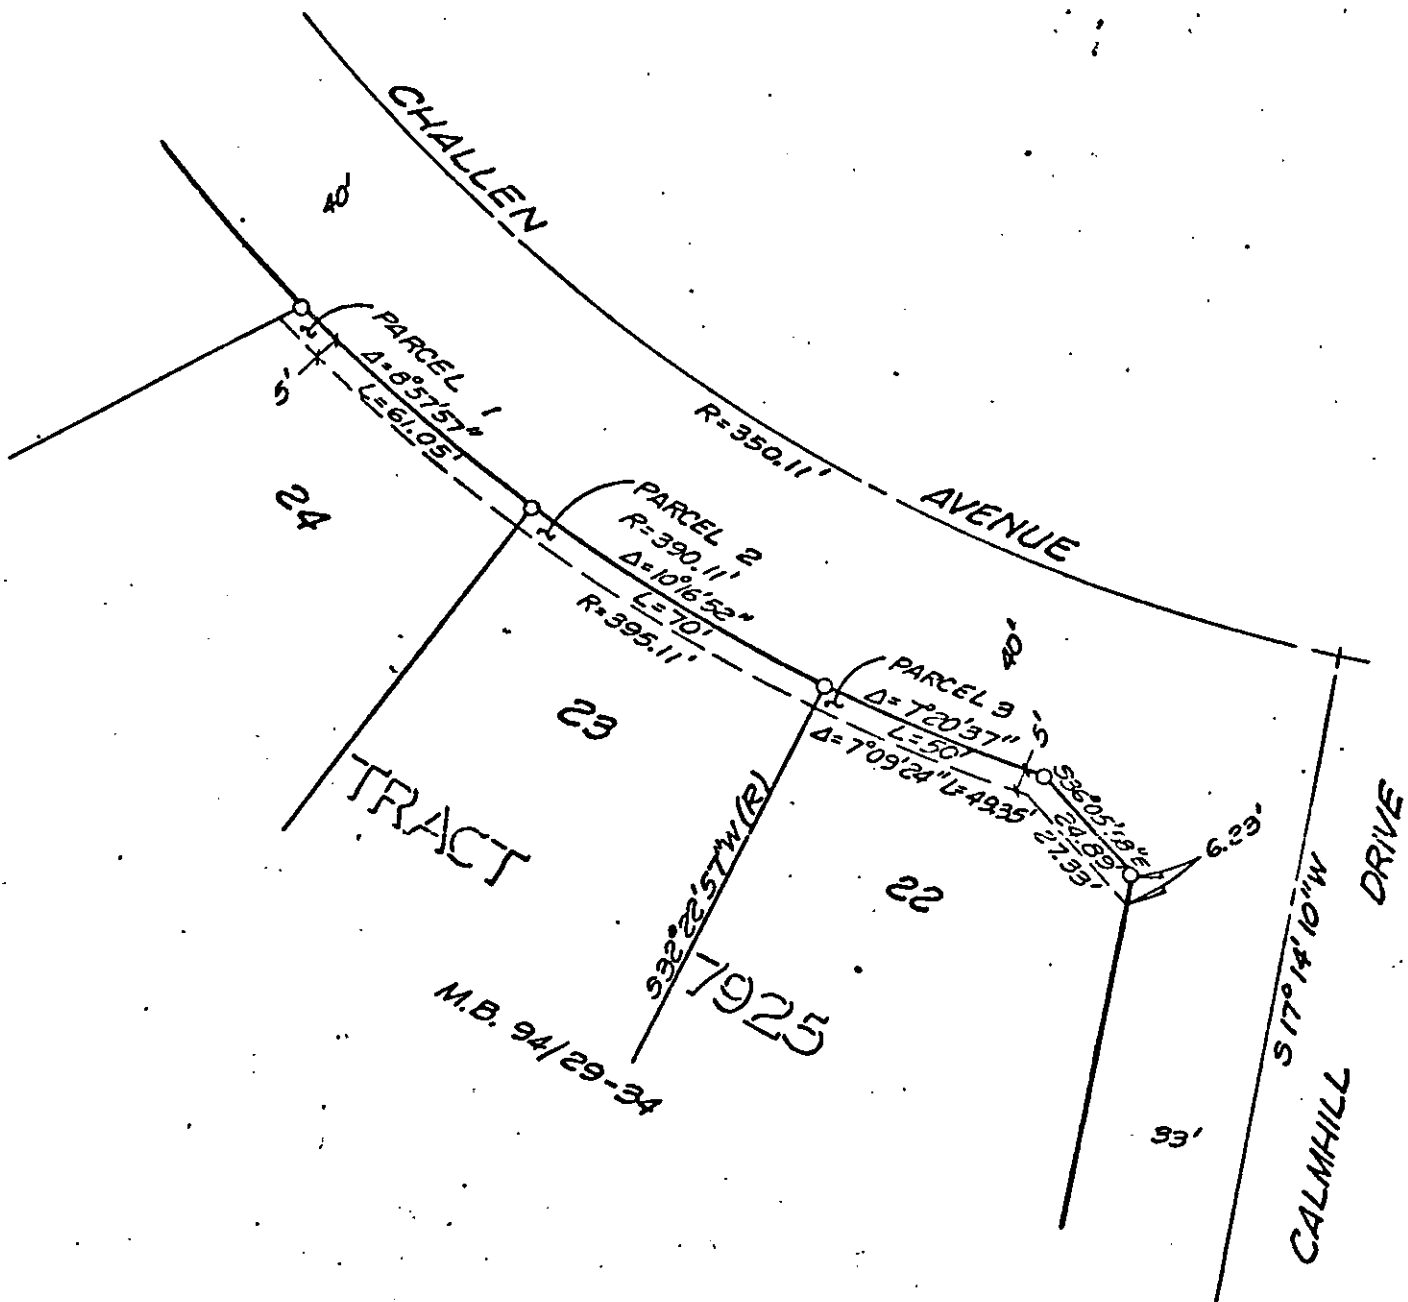 CHALLEN
40'
PARCEL 1
Δ=8°57'57"
L=61.05'
5'
R=350.11'
AVENUE
24
PARCEL 2
R=390.11'
Δ=10°16'52"
L=70'
R=395.11'
40'
PARCEL 3
Δ=7°20'37"
L=50'
5'
Δ=7°09'24" L=49.35'
S36°05'18"E
24.89'
27.33'
6.23'
23
TRACT
S32°22'57"W(R)
22
7925
M.B. 94/29-34
S 17° 14' 10" W
DRIVE
33'
CALMHILL